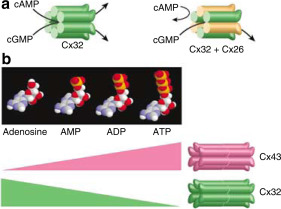 a
cAMP
cGMP
Cx32
cAMP
cGMP
Cx32 + Cx26
b
Adenosine AMP ADP ATP
Cx43
Cx32